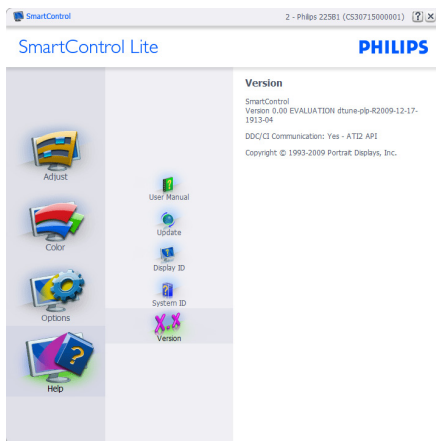 SmartControl
2 - Philips 225B1 (CS30715000001)
SmartControl Lite
PHILIPS
Adjust
Color
Options
Help
User Manual
Update
Display ID
System ID
X.X
Version
Version
SmartControl
Version 0.00 EVALUATION dtune-plp-R2009-12-17-
1913-04
DDC/CI Communication: Yes - ATI2 API
Copyright © 1993-2009 Portrait Displays, Inc.